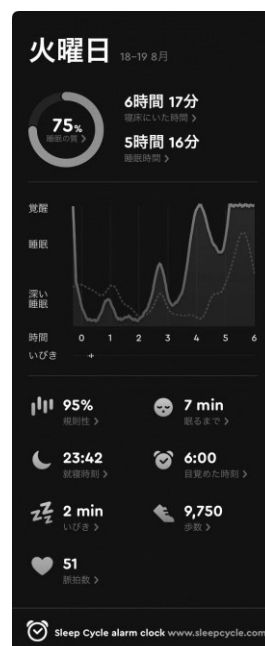 火曜日 18-19 8月
75%
睡眠の質 >
6時間 17分
寝床にいた時間 >
5時間 16分
睡眠時間 >
覚醒
睡眠
深い
睡眠
時間 0 1 2 3 4 5 6
いびき
95%
規則性 >
7 min
眠るまで >
23:42
就寝時刻 >
6:00
目覚めた時刻 >
2 min
いびき >
9,750
歩数 >
51
脈拍数 >
Sleep Cycle alarm clock www.sleepcycle.com